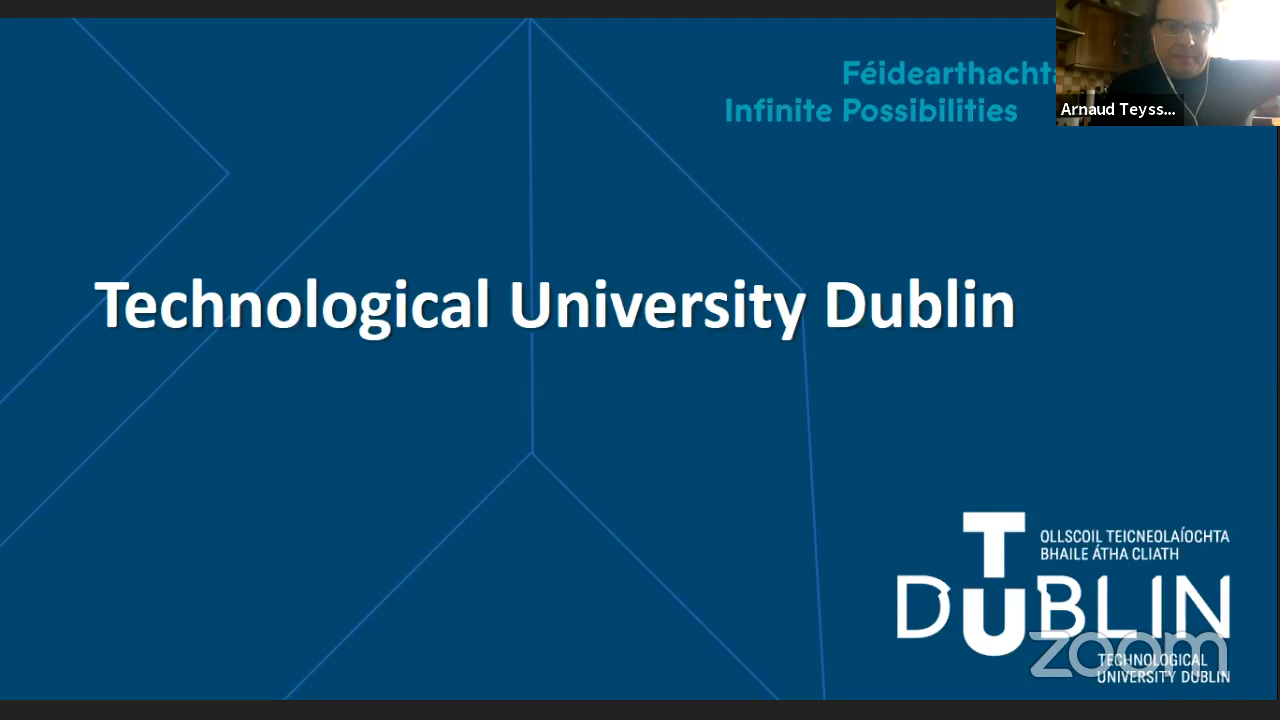 Féidearthachta
Infinite Possibilities
Arnaud Teyss...
Technological University Dublin
OLLSCOIL TEICNEOLAÍOCHTA
BHAILE ÁTHA CLIATH
TU
DUBLIN
TECHNOLOGICAL
UNIVERSITY DUBLIN
zoom